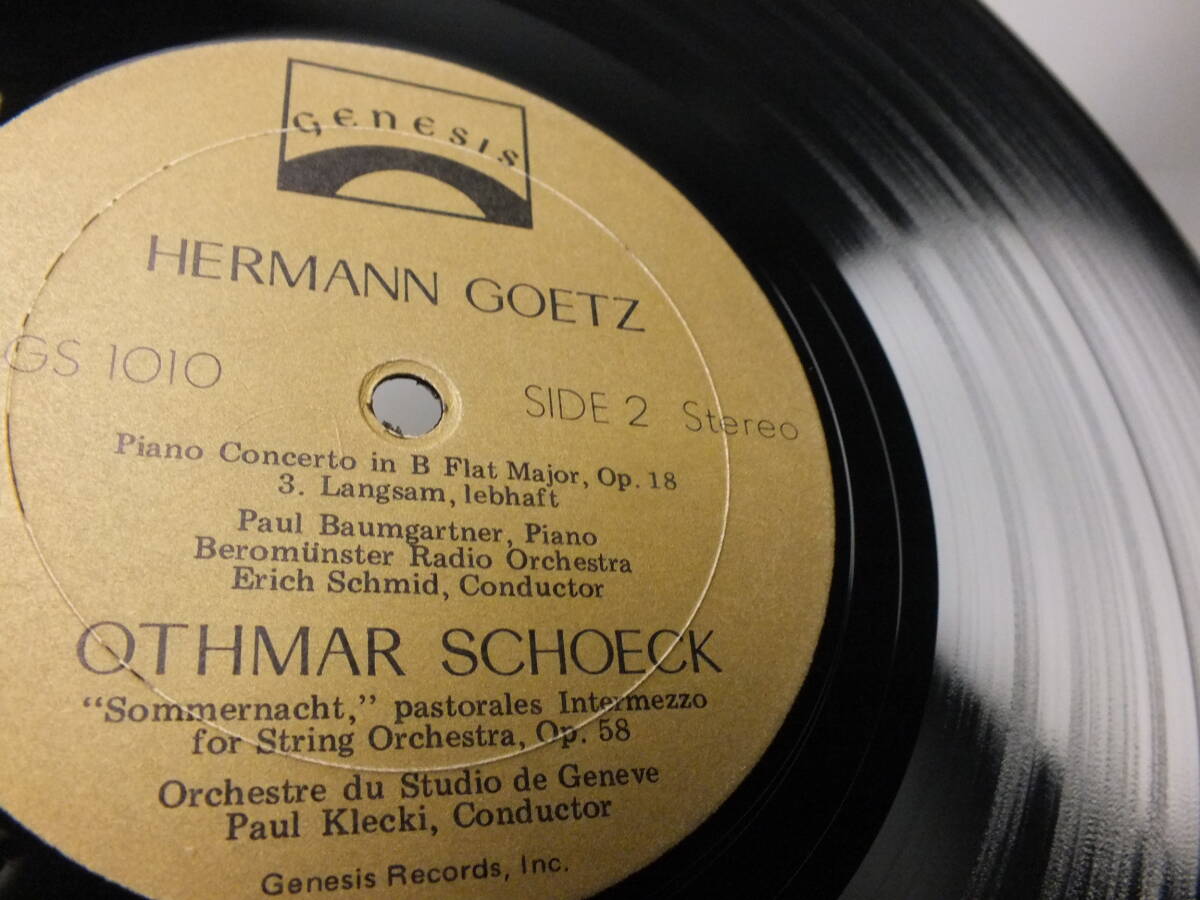 GENESIS
HERMANN GOETZ
GS 1010
SIDE 2 Stereo
Piano Concerto in B Flat Major, Op. 18
3. Langsam, lebhaft
Paul Baumgartner, Piano
Beromünster Radio Orchestra
Erich Schmid, Conductor
OTHMAR SCHOECK
“Sommernacht,” pastorales Intermezzo
for String Orchestra, Op. 58
Orchestre du Studio de Geneve
Paul Klecki, Conductor
Genesis Records, Inc.